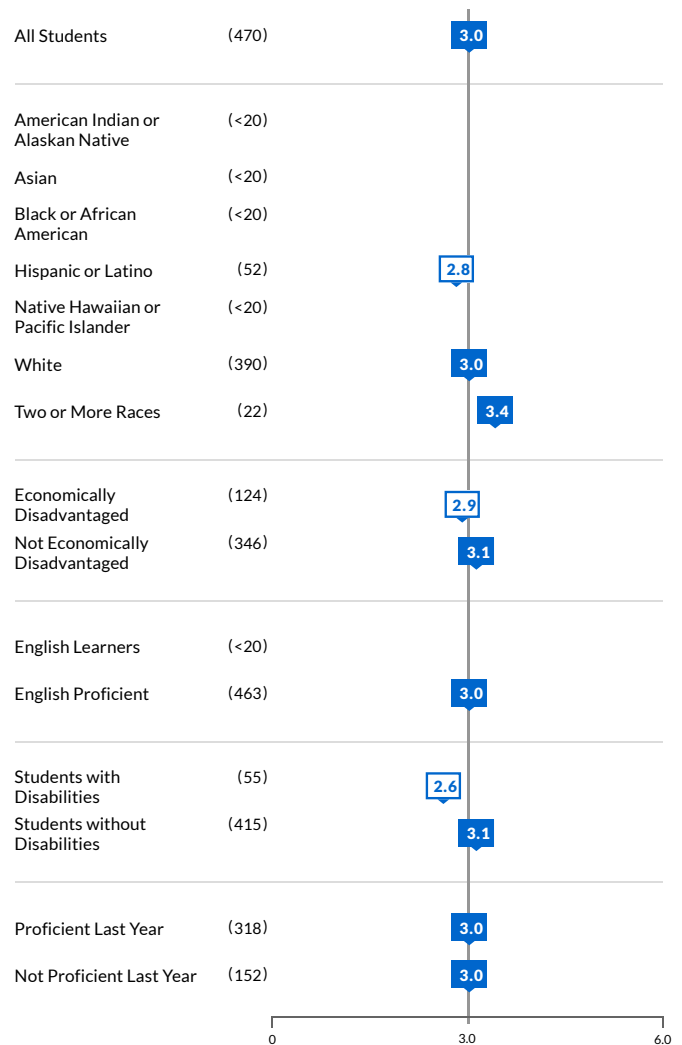 All Students (470) 3.0
American Indian or (<20)
Alaskan Native
Asian (<20)
Black or African (<20)
American
Hispanic or Latino (52) 2.8
Native Hawaiian or (<20)
Pacific Islander
White (390) 3.0
Two or More Races (22) 3.4
Economically (124) 2.9
Disadvantaged
Not Economically (346) 3.1
Disadvantaged
English Learners (<20)
English Proficient (463) 3.0
Students with (55) 2.6
Disabilities
Students without (415) 3.1
Disabilities
Proficient Last Year (318) 3.0
Not Proficient Last Year (152) 3.0
0 3.0 6.0